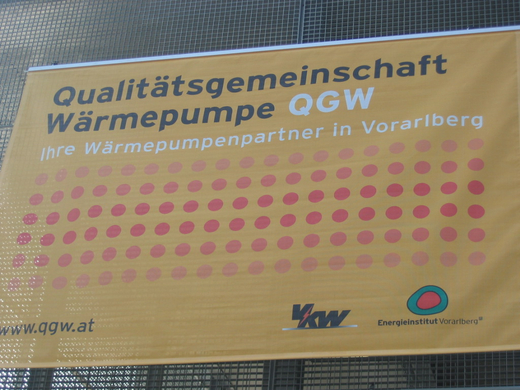 Qualitätsgemeinschaft
Wärmepumpe QGW
Ihre Wärmepumpenpartner in Vorarlberg
www.qgw.at
VKW
Energieinstitut Vorarlberg®